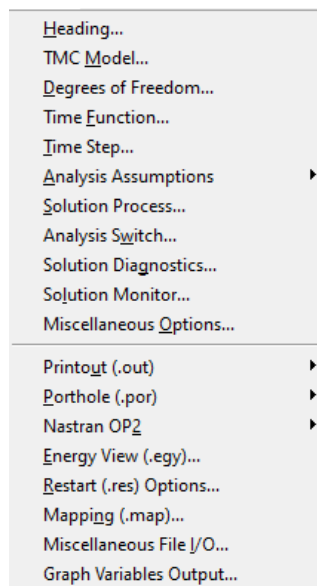 Heading...
TMC Model...
Degrees of Freedom...
Time Function...
Time Step...
Analysis Assumptions
Solution Process...
Analysis Switch...
Solution Diagnostics...
Solution Monitor...
Miscellaneous Options...
Printout (.out)
Porthole (.por)
Nastran OP2
Energy View (.egy)...
Restart (.res) Options...
Mapping (.map)...
Miscellaneous File I/O...
Graph Variables Output...